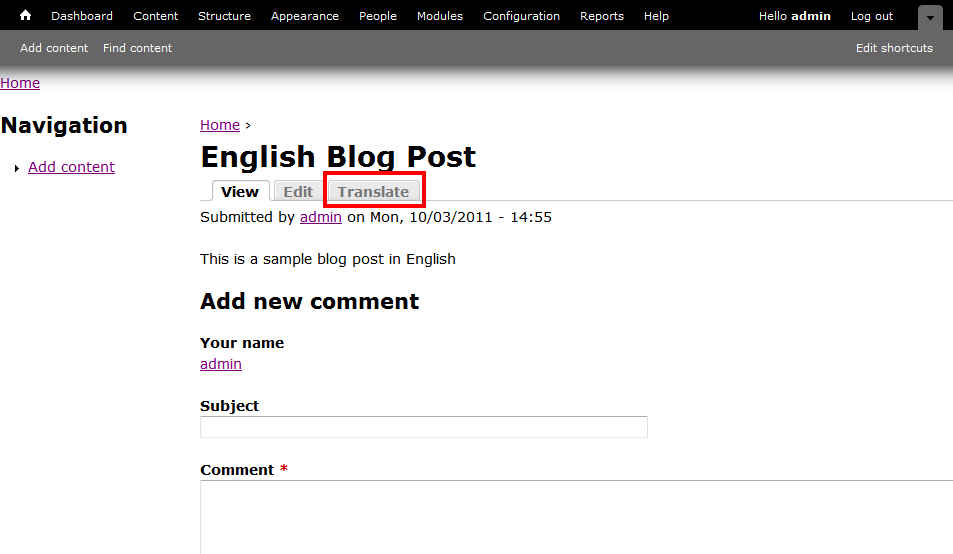 Dashboard Content Structure Appearance People Modules Configuration Reports Help Hello admin Log out
Add content Find content Edit shortcuts
Home
Navigation
Add content
Home ›
English Blog Post
View Edit Translate
Submitted by admin on Mon, 10/03/2011 - 14:55
This is a sample blog post in English
Add new comment
Your name
admin
Subject
Comment *